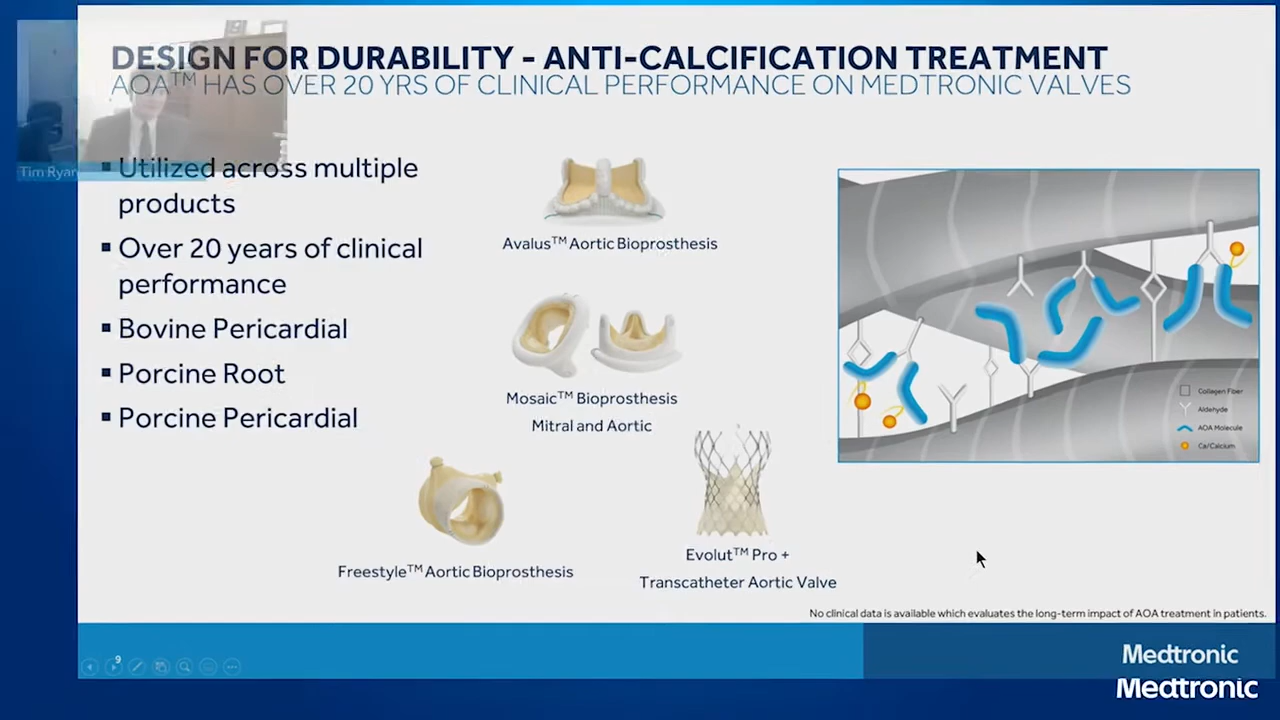 DESIGN FOR DURABILITY - ANTI-CALCIFICATION TREATMENT
AOA™ HAS OVER 20 YRS OF CLINICAL PERFORMANCE ON MEDTRONIC VALVES
Tim Ryan
▪ Utilized across multiple
products
▪ Over 20 years of clinical
performance
▪ Bovine Pericardial
▪ Porcine Root
▪ Porcine Pericardial
Avalus™ Aortic Bioprosthesis
Mosaic™ Bioprosthesis
Mitral and Aortic
Freestyle™ Aortic Bioprosthesis
Evolut™ Pro +
Transcatheter Aortic Valve
Collagen Fiber
Aldehyde
AOA Molecule
Ca/Calcium
No clinical data is available which evaluates the long-term impact of AOA treatment in patients.
9
Medtronic
Medtronic